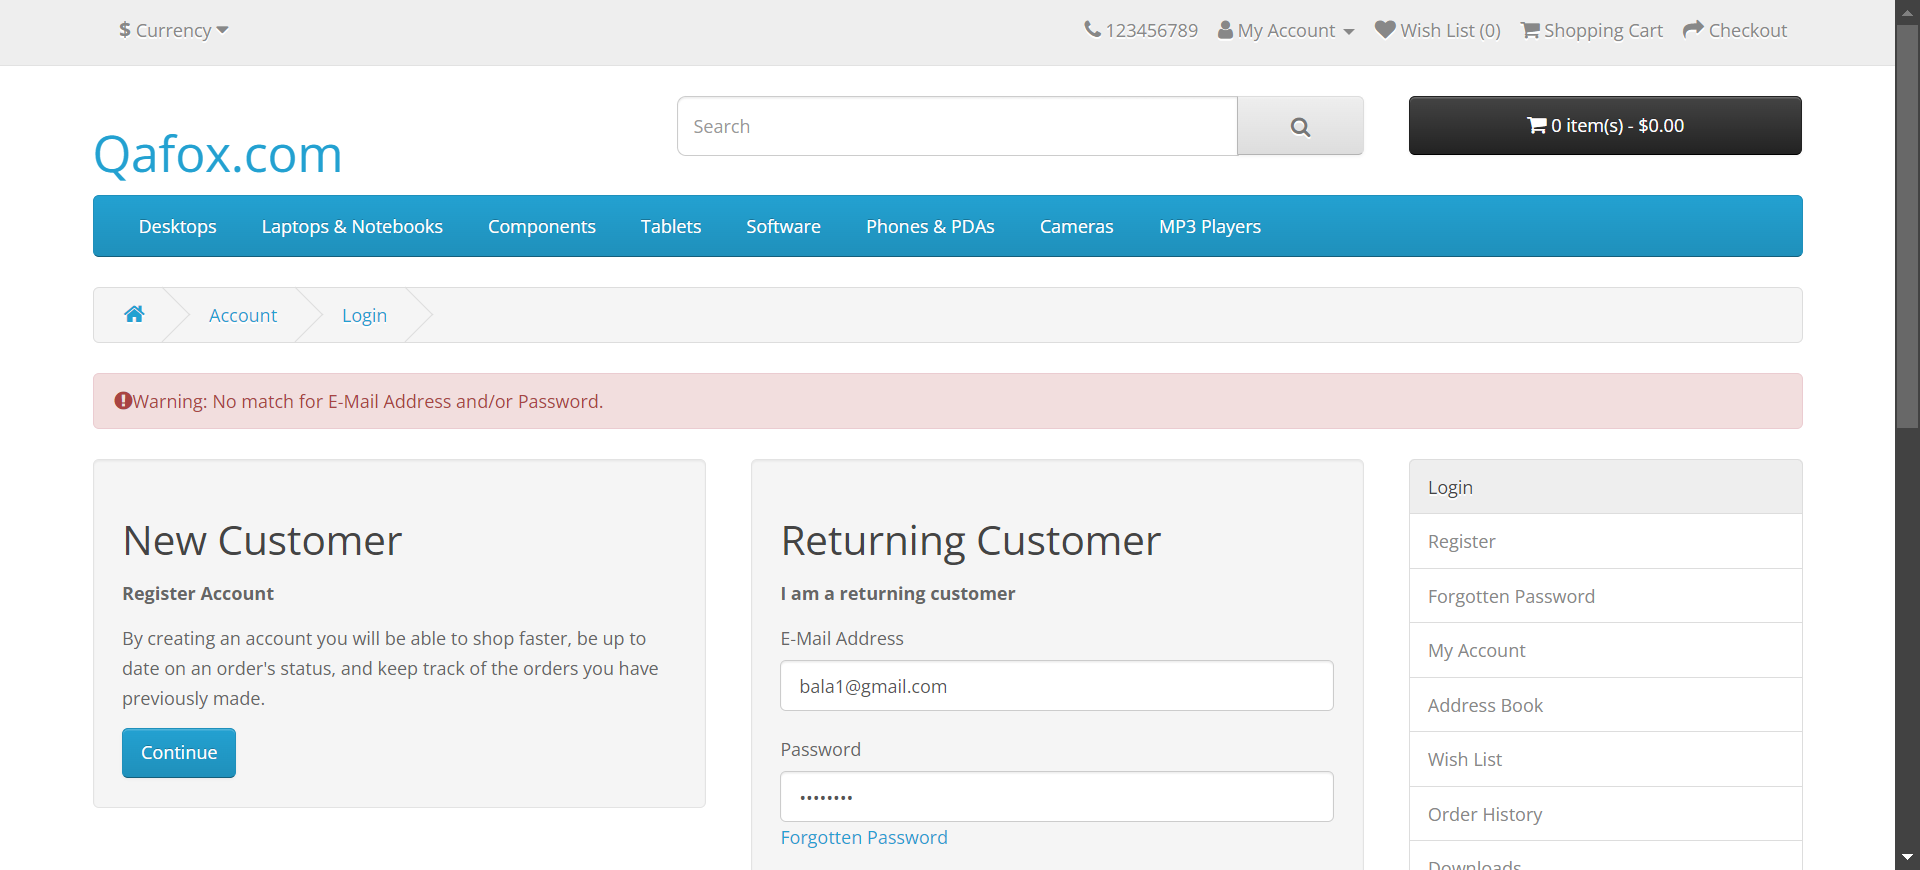 $ Currency
123456789 My Account Wish List (0) Shopping Cart Checkout
Qafox.com
Search
0 item(s) - $0.00
Desktops Laptops & Notebooks Components Tablets Software Phones & PDAs Cameras MP3 Players
Account Login
Warning: No match for E-Mail Address and/or Password.
New Customer
Register Account
By creating an account you will be able to shop faster, be up to
date on an order's status, and keep track of the orders you have
previously made.
Continue
Returning Customer
I am a returning customer
E-Mail Address
bala1@gmail.com
Password
••••••••
Forgotten Password
Login
Register
Forgotten Password
My Account
Address Book
Wish List
Order History
Downloads